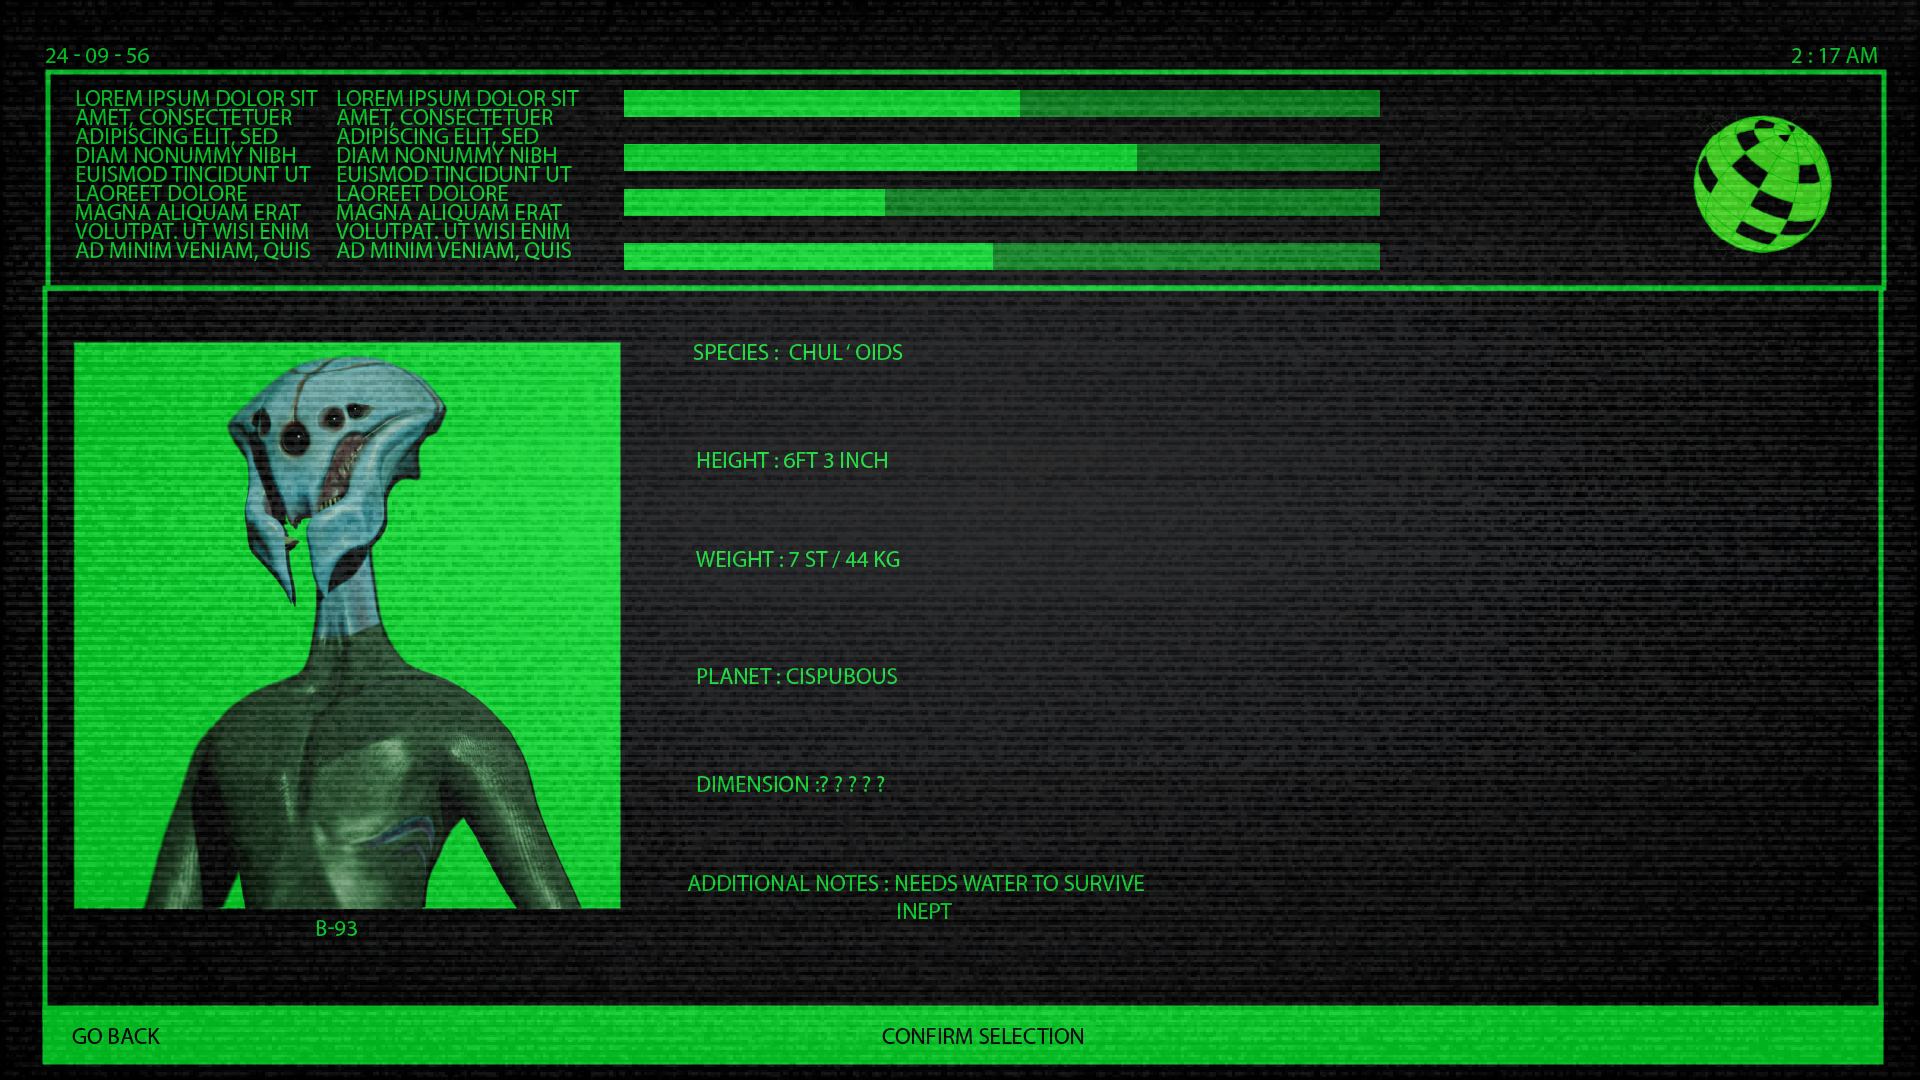 24 - 09 - 56
2 : 17 AM
LOREM IPSUM DOLOR SIT
AMET, CONSECTETUER
ADIPISCING ELIT, SED
DIAM NONUMMY NIBH
EUISMOD TINCIDUNT UT
LAOREET DOLORE
MAGNA ALIQUAM ERAT
VOLUTPAT. UT WISI ENIM
AD MINIM VENIAM, QUIS
LOREM IPSUM DOLOR SIT
AMET, CONSECTETUER
ADIPISCING ELIT, SED
DIAM NONUMMY NIBH
EUISMOD TINCIDUNT UT
LAOREET DOLORE
MAGNA ALIQUAM ERAT
VOLUTPAT. UT WISI ENIM
AD MINIM VENIAM, QUIS
B-93
SPECIES : CHUL ‘ OIDS
HEIGHT : 6FT 3 INCH
WEIGHT : 7 ST / 44 KG
PLANET : CISPUBOUS
DIMENSION :? ? ? ? ?
ADDITIONAL NOTES : NEEDS WATER TO SURVIVE
INEPT
GO BACK
CONFIRM SELECTION